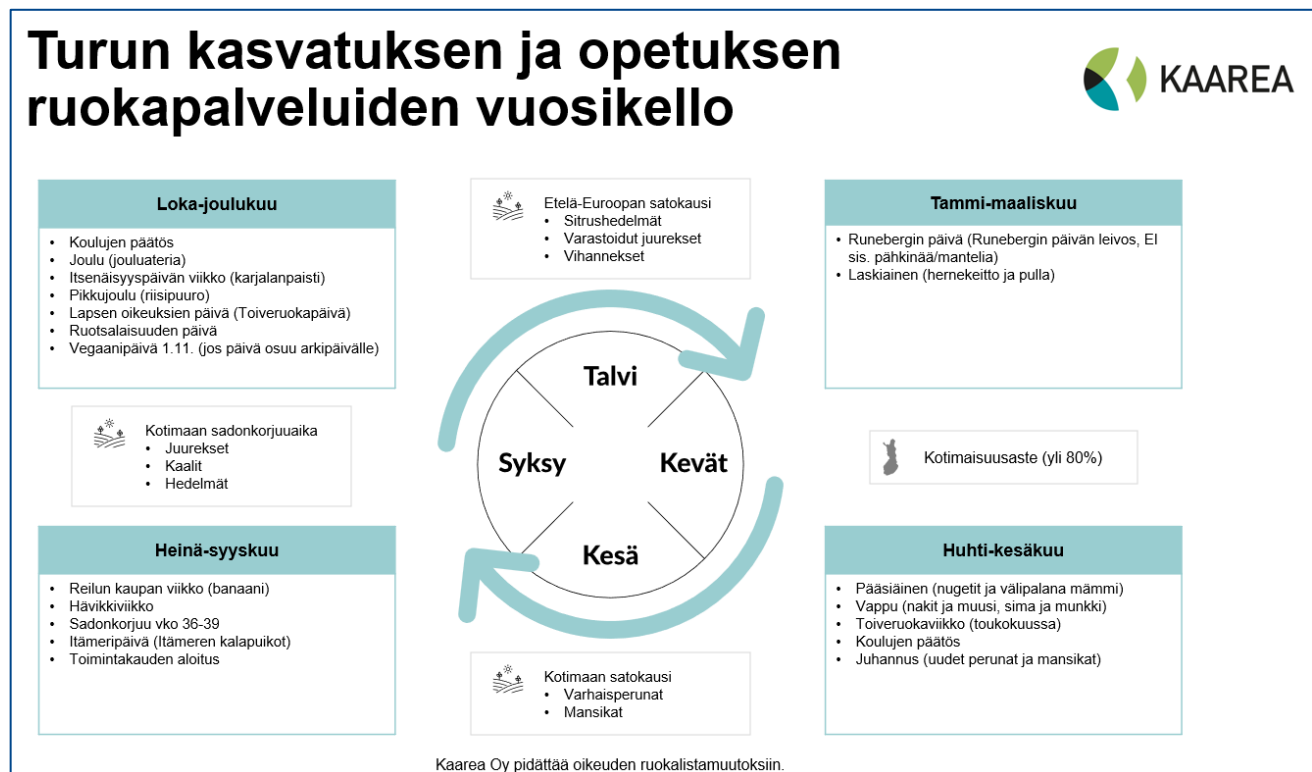 Turun kasvatuksen ja opetuksen
ruokapalveluiden vuosikello
KAAREA
Loka-joulukuu
• Koulujen päätös
• Joulu (jouluateria)
• Itsenäisyyspäivän viikko (karjalanpaisti)
• Pikkujoulu (riisipuuro)
• Lapsen oikeuksien päivä (Toiveruokapäivä)
• Ruotsalaisuuden päivä
• Vegaanipäivä 1.11. (jos päivä osuu arkipäivälle)
Etelä-Euroopan satokausi
• Sitrushedelmät
• Varastoidut juurekset
• Vihannekset
Tammi-maaliskuu
• Runebergin päivä (Runebergin päivän leivos, EI
sis. pähkinää/mantelia)
• Laskiainen (hernekeitto ja pulla)
Kotimaan sadonkorjuuaika
• Juurekset
• Kaalit
• Hedelmät
Talvi
Syksy
Kevät
Kesä
Kotimaisuusaste (yli 80%)
Heinä-syyskuu
• Reilun kaupan viikko (banaani)
• Hävikkiviikko
• Sadonkorjuu vko 36-39
• Itämeripäivä (Itämeren kalapuikot)
• Toimintakauden aloitus
Kotimaan satokausi
• Varhaisperunat
• Mansikat
Huhti-kesäkuu
• Pääsiäinen (nugetit ja välipalana mämmi)
• Vappu (nakit ja muusi, sima ja munkki)
• Toiveruokaviikko (toukokuussa)
• Koulujen päätös
• Juhannus (uudet perunat ja mansikat)
Kaarea Oy pidättää oikeuden ruokalistamuutoksiin.